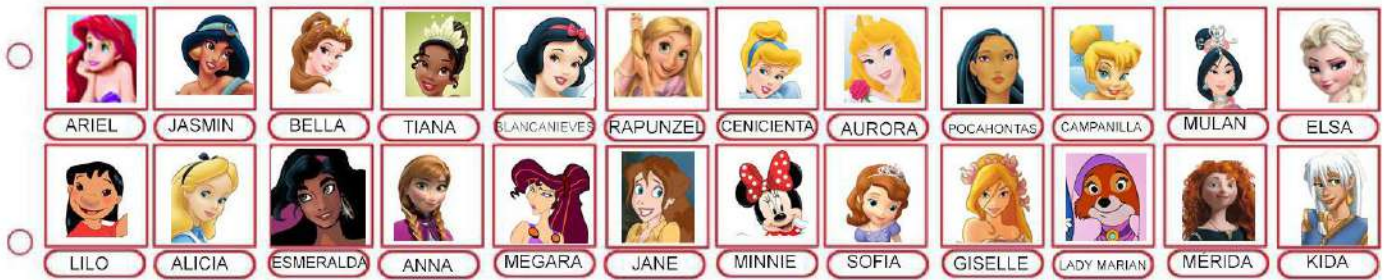 ARIEL JASMIN BELLA TIANA BLANCANIEVES RAPUNZEL CENICIENTA AURORA POCAHONTAS CAMPANILLA MULAN ELSA
LILO ALICIA ESMERALDA ANNA MEGARA JANE MINNIE SOFIA GISELLE LADY MARIAN MÉRIDA KIDA